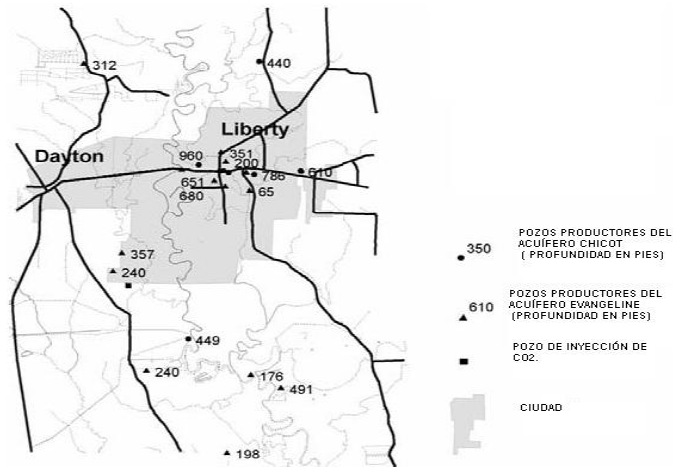 312
440
Liberty
Dayton
960
351
200
610
786
651
65
680
357
240
449
240
176
491
198
350
POZOS PRODUCTORES DEL
ACUÍFERO CHICOT
( PROFUNDIDAD EN PIES)
610
POZOS PRODUCTORES DEL
ACUÍFERO EVANGELINE
(PROFUNDIDAD EN PIES)
POZO DE INYECCIÓN DE
CO2.
CIUDAD